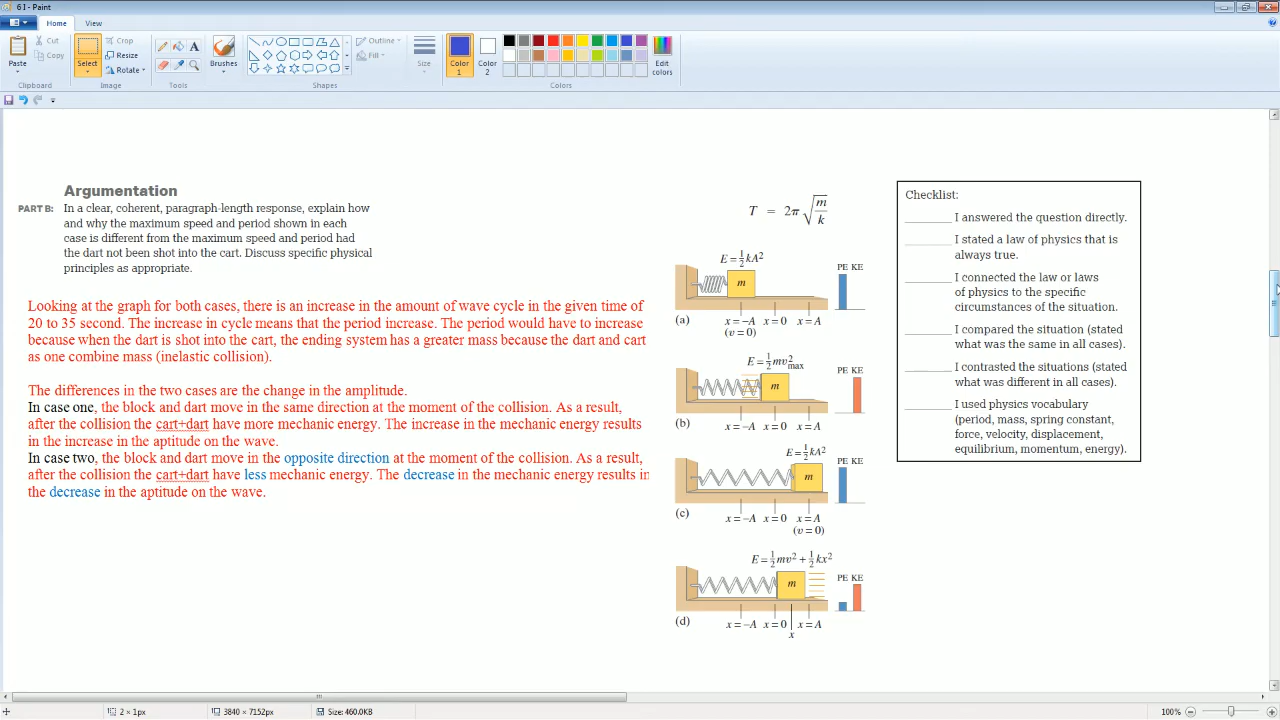 6 I - Paint
Home
View
Paste
Cut
Copy
Clipboard
Select
Crop
Resize
Rotate
Image
A
Tools
Brushes
Outline
Fill
Shapes
Size
Color 1
Color 2
Edit colors
Colors
Argumentation
PART B: In a clear, coherent, paragraph-length response, explain how
and why the maximum speed and period shown in each
case is different from the maximum speed and period had
the dart not been shot into the cart. Discuss specific physical
principles as appropriate.
Looking at the graph for both cases, there is an increase in the amount of wave cycle in the given time of
20 to 35 second. The increase in cycle means that the period increase. The period would have to increase
because when the dart is shot into the cart, the ending system has a greater mass because the dart and cart
as one combine mass (inelastic collision).
The differences in the two cases are the change in the amplitude.
In case one, the block and dart move in the same direction at the moment of the collision. As a result,
after the collision the cart+dart have more mechanic energy. The increase in the mechanic energy results
in the increase in the aptitude on the wave.
In case two, the block and dart move in the opposite direction at the moment of the collision. As a result,
after the collision the cart+dart have less mechanic energy. The decrease in the mechanic energy results in
the decrease in the aptitude on the wave.
T = 2π √(m/k)
E = ½kA²
m
PE KE
(a)
x = −A x = 0 x = A
(v = 0)
E = ½mv²max
m
PE KE
x = −A x = 0 x = A
(b)
E = ½kA²
m
PE KE
(c)
x = −A x = 0 x = A
(v = 0)
E = ½mv² + ½kx²
m
PE KE
(d)
x = −A x = 0 x = A
x
Checklist:
______ I answered the question directly.
______ I stated a law of physics that is
always true.
______ I connected the law or laws
of physics to the specific
circumstances of the situation.
______ I compared the situation (stated
what was the same in all cases).
______ I contrasted the situations (stated
what was different in all cases).
______ I used physics vocabulary
(period, mass, spring constant,
force, velocity, displacement,
equilibrium, momentum, energy).
2 × 1px
3840 × 7152px
Size: 460.0KB
100%